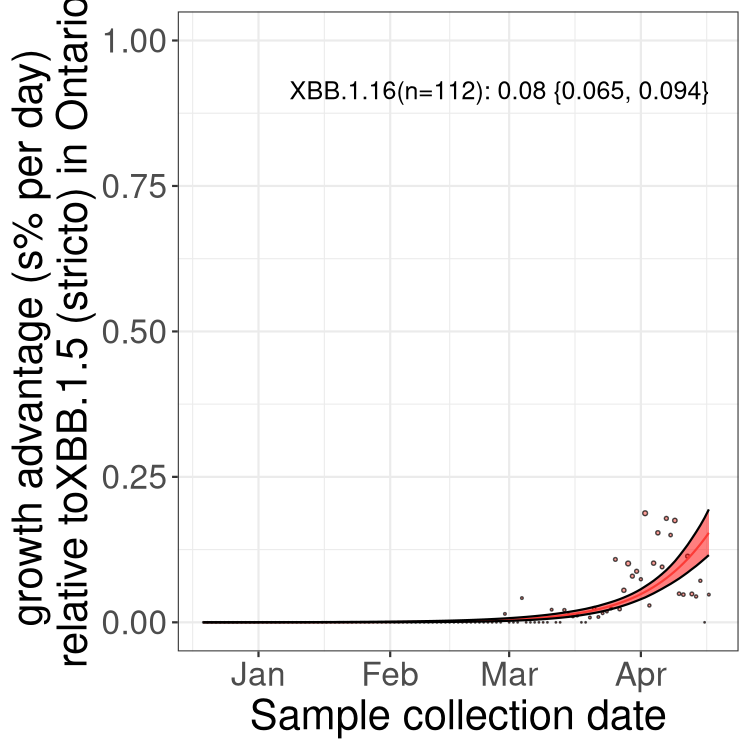 growth advantage (s% per day)
relative toXBB.1.5 (stricto) in Ontario
1.00
0.75
0.50
0.25
0.00
XBB.1.16(n=112): 0.08 {0.065, 0.094}
Jan Feb Mar Apr
Sample collection date